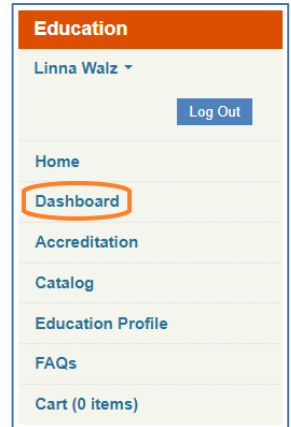 Education
Linna Walz
Log Out
Home
Dashboard
Accreditation
Catalog
Education Profile
FAQs
Cart (0 items)